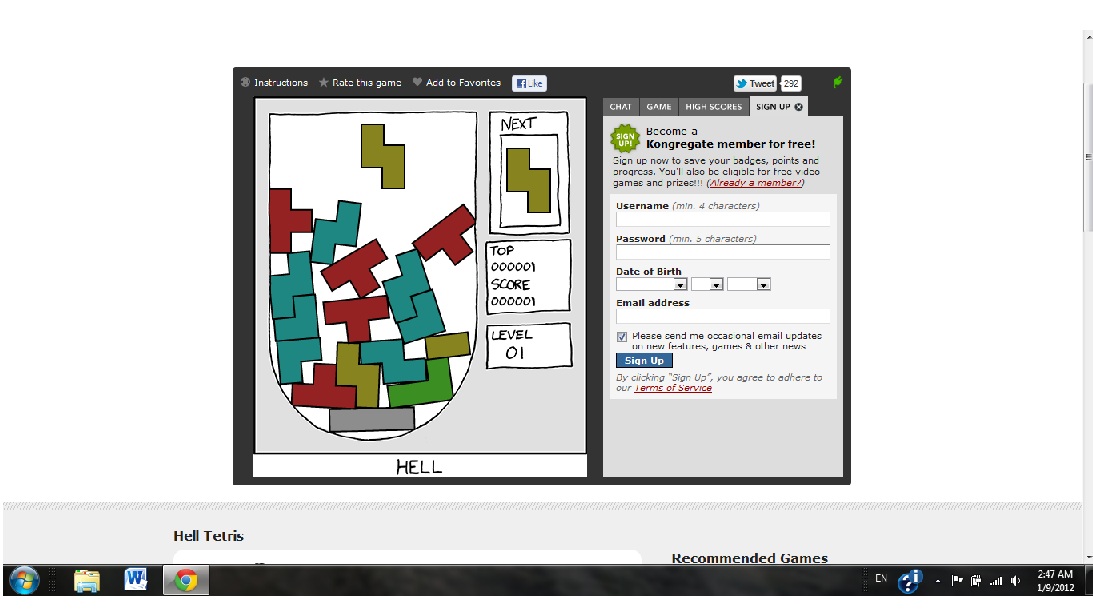 Instructions
Rate this game
Add to Favorites
Like
Tweet
292
NEXT
TOP
000001
SCORE
000001
LEVEL
01
HELL
CHAT
GAME
HIGH SCORES
SIGN UP
SIGN UP!
Become a
Kongregate member for free!
Sign up now to save your badges, points and
progress. You'll also be eligible for free video
games and prizes!!! (Already a member?)
Username (min. 4 characters)
Password (min. 5 characters)
Date of Birth
Email address
Please send me occasional email updates
on new features, games & other news
Sign Up
By clicking "Sign Up", you agree to adhere to
our Terms of Service
Hell Tetris
Recommended Games
EN
2:47 AM
1/9/2012